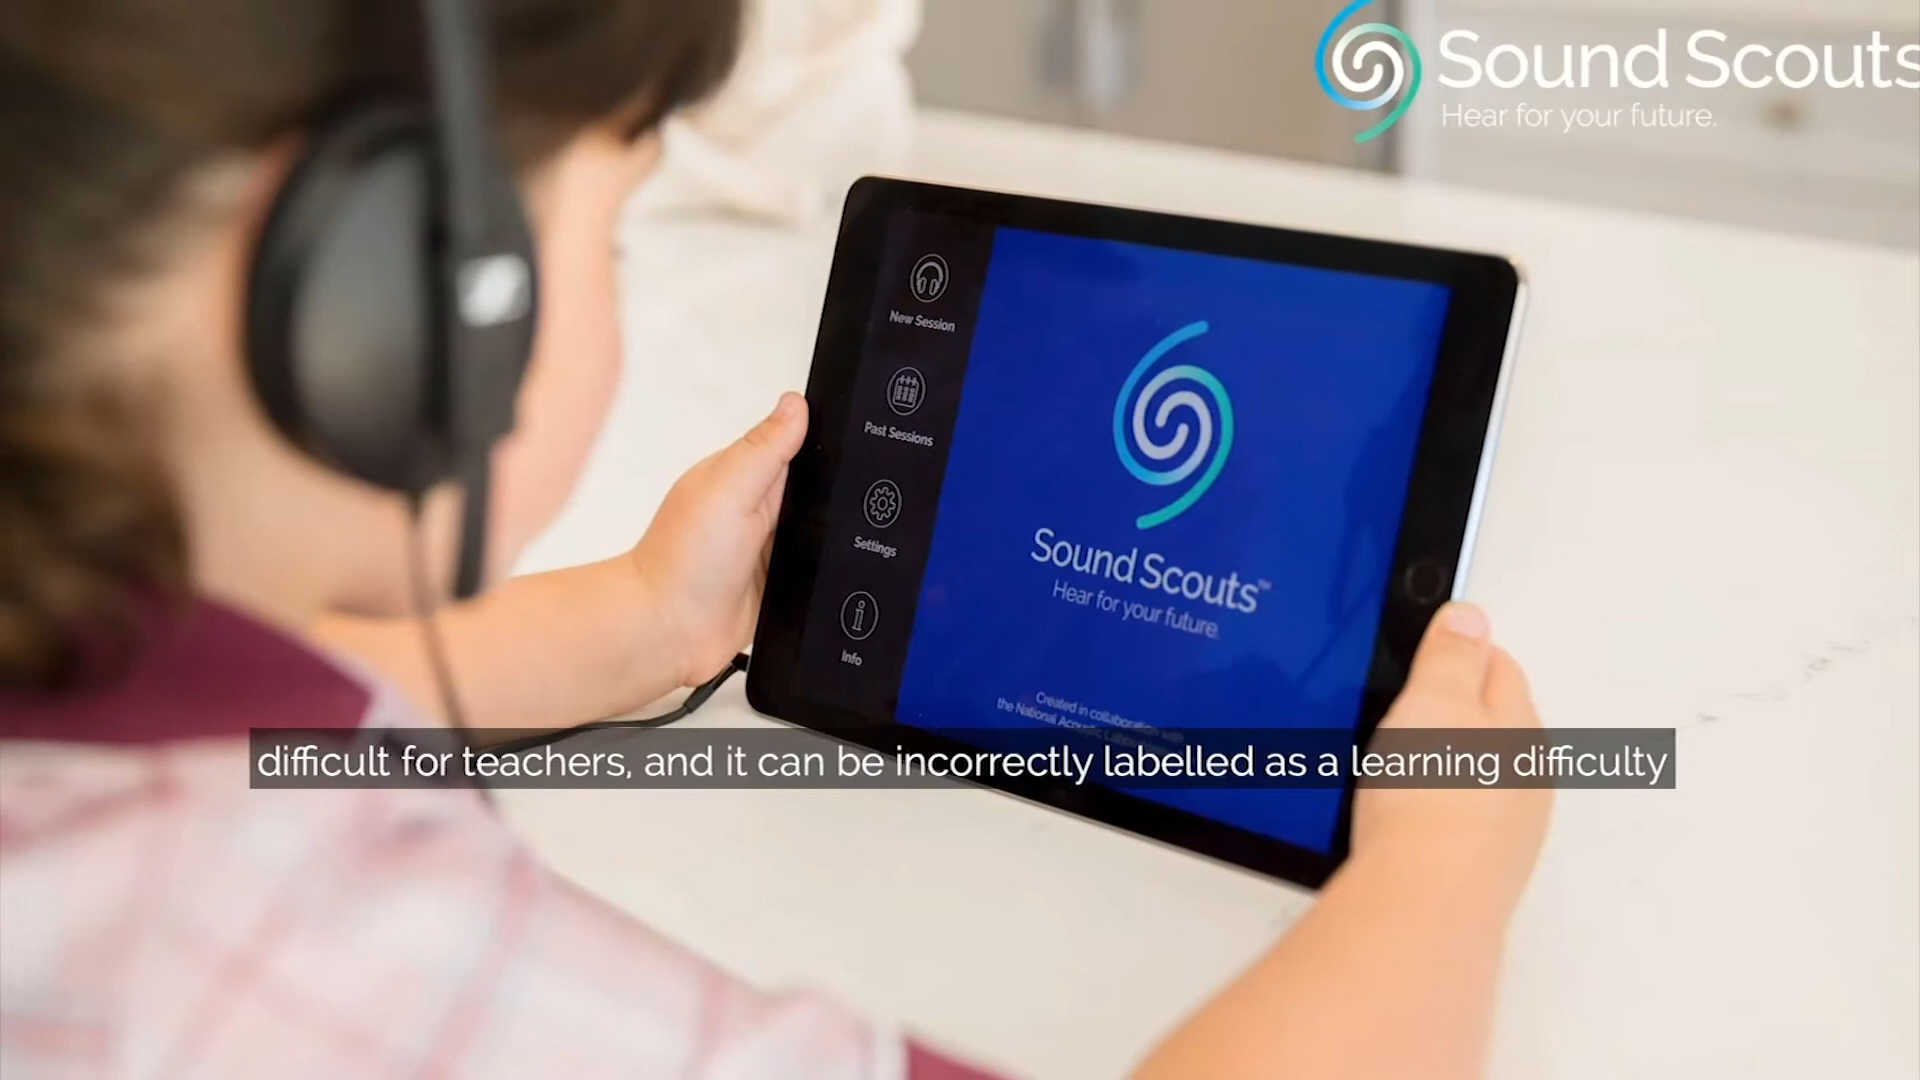 Sound Scouts
Hear for your future.
New Session
Past Sessions
Settings
Info
Sound Scouts™
Hear for your future.
Created in collaboration with
the National Acoustic
difficult for teachers, and it can be incorrectly labelled as a learning difficulty